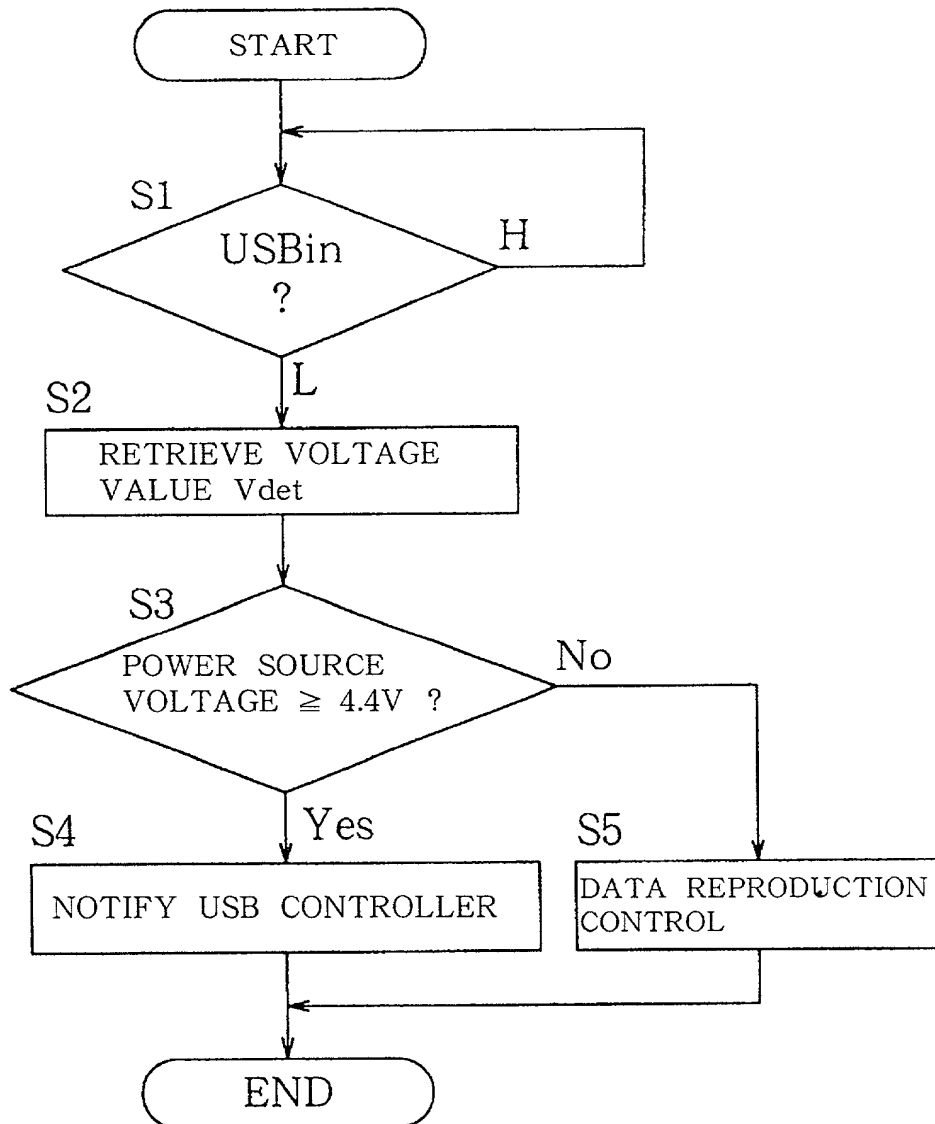 START
S1
USBin
?
H
L
S2
RETRIEVE VOLTAGE
VALUE Vdet
S3
POWER SOURCE
VOLTAGE ≧ 4.4V ?
No
Yes
S4
NOTIFY USB CONTROLLER
S5
DATA REPRODUCTION
CONTROL
END